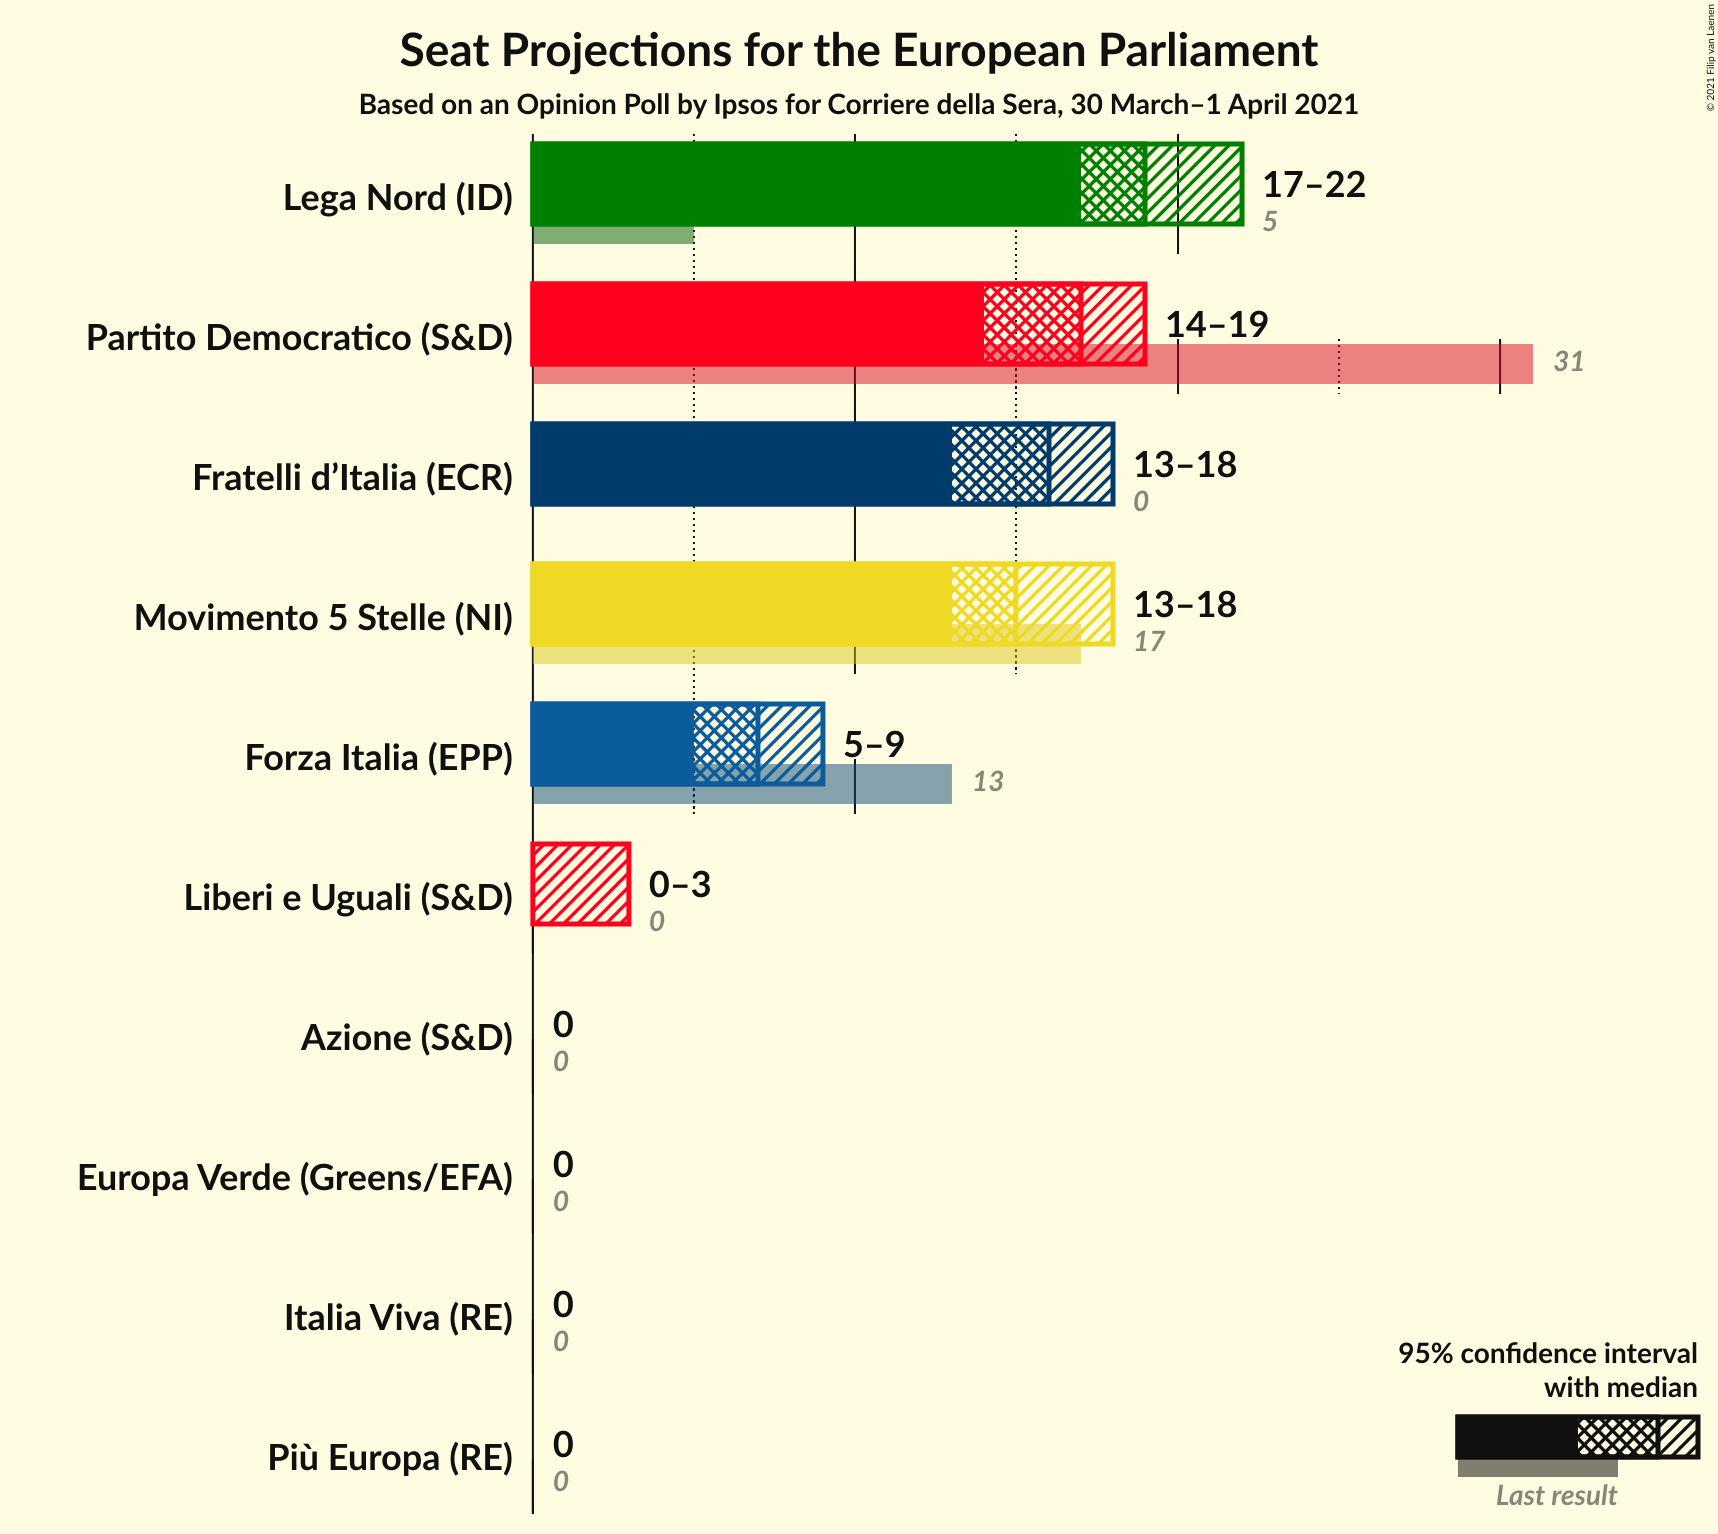 Seat Projections for the European Parliament
Based on an Opinion Poll by Ipsos for Corriere della Sera, 30 March–1 April 2021
© 2021 Filip van Laenen
Lega Nord (ID)
17–22
5
Partito Democratico (S&D)
14–19
31
Fratelli d’Italia (ECR)
13–18
0
Movimento 5 Stelle (NI)
13–18
17
Forza Italia (EPP)
5–9
13
Liberi e Uguali (S&D)
0–3
0
Azione (S&D)
0
0
Europa Verde (Greens/EFA)
0
0
Italia Viva (RE)
0
0
Più Europa (RE)
0
0
95% confidence interval
with median
Last result